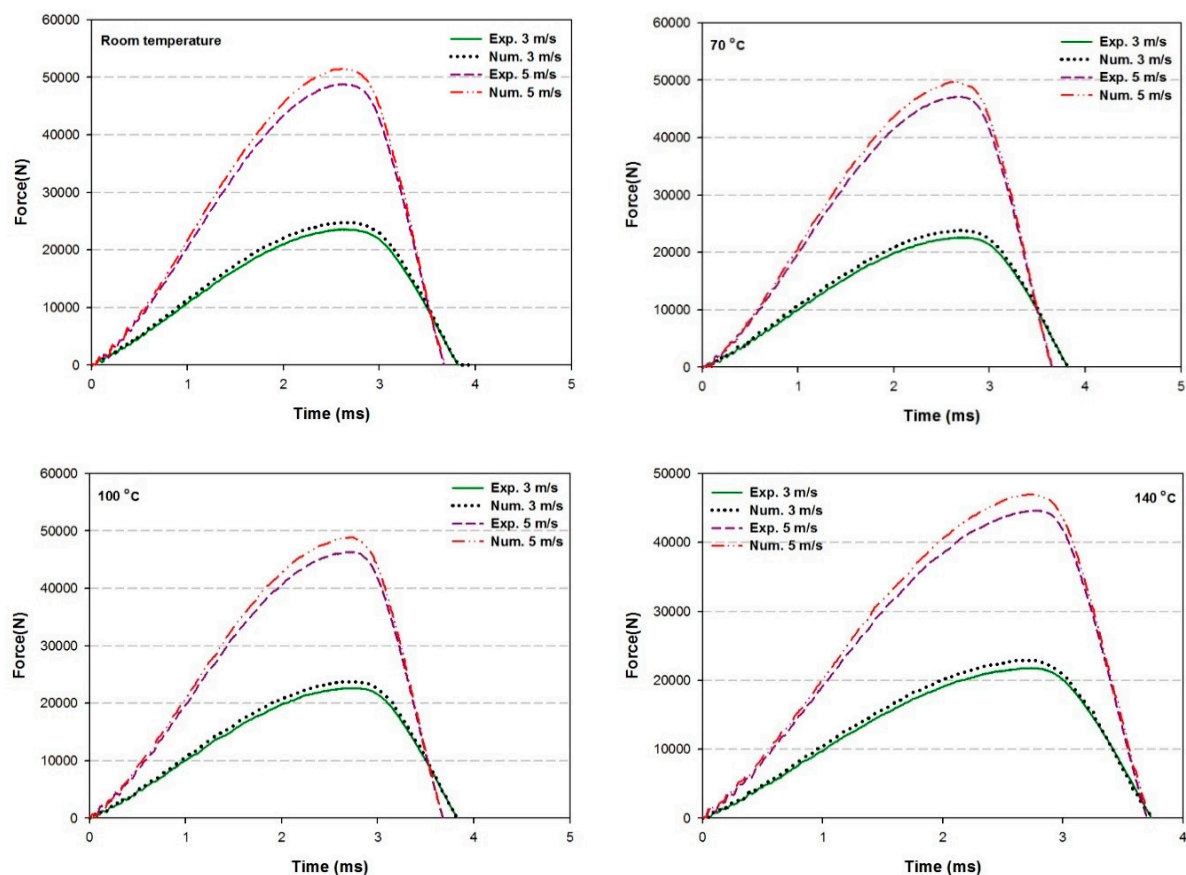 Room temperature
Exp. 3 m/s
Num. 3 m/s
Exp. 5 m/s
Num. 5 m/s
60000
50000
40000
30000
20000
10000
0
Force(N)
0 1 2 3 4 5
Time (ms)
70 °C
Exp. 3 m/s
Num. 3 m/s
Exp. 5 m/s
Num. 5 m/s
60000
50000
40000
30000
20000
10000
0
Force(N)
0 1 2 3 4 5
Time (ms)
100 °C
Exp. 3 m/s
Num. 3 m/s
Exp. 5 m/s
Num. 5 m/s
60000
50000
40000
30000
20000
10000
0
Force(N)
0 1 2 3 4 5
Time (ms)
140 °C
Exp. 3 m/s
Num. 3 m/s
Exp. 5 m/s
Num. 5 m/s
50000
40000
30000
20000
10000
0
Force(N)
0 1 2 3 4
Time (ms)